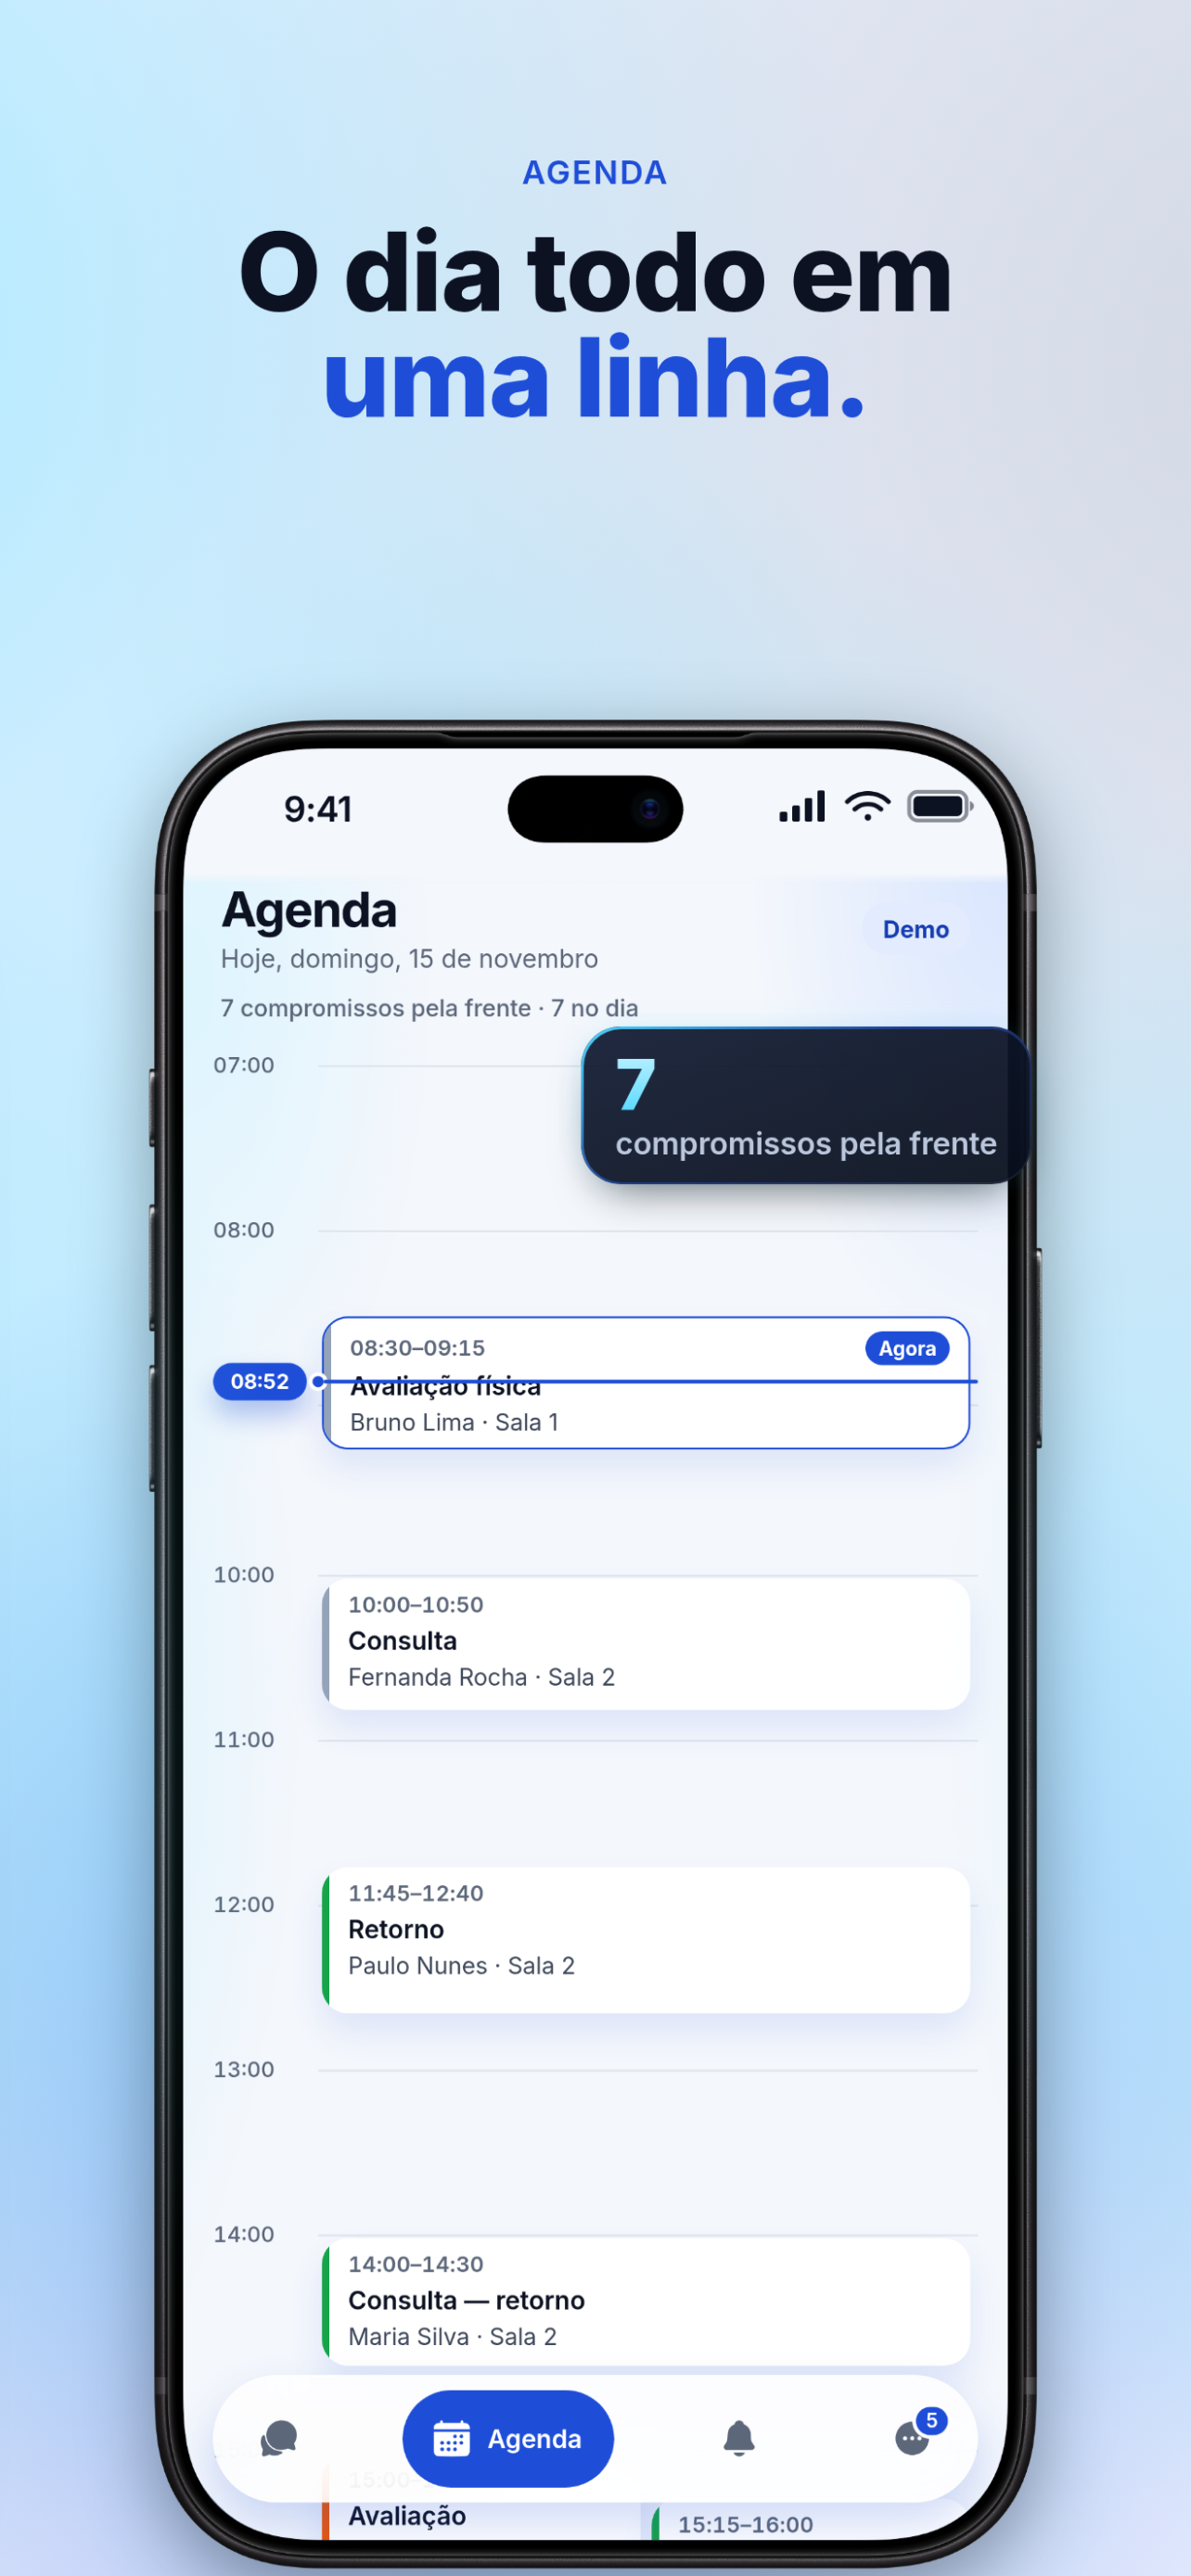 AGENDA
O dia todo em
uma linha.
9:41
Agenda
Demo
Hoje, domingo, 15 de novembro
7 compromissos pela frente · 7 no dia
07:00
7
compromissos pela frente
08:00
08:30–09:15
Agora
08:52
Avaliação física
Bruno Lima · Sala 1
10:00
10:00–10:50
Consulta
Fernanda Rocha · Sala 2
11:00
11:45–12:40
12:00
Retorno
Paulo Nunes · Sala 2
13:00
14:00
14:00–14:30
Consulta — retorno
Maria Silva · Sala 2
5
Agenda
15:00–
Avaliação
15:15–16:00